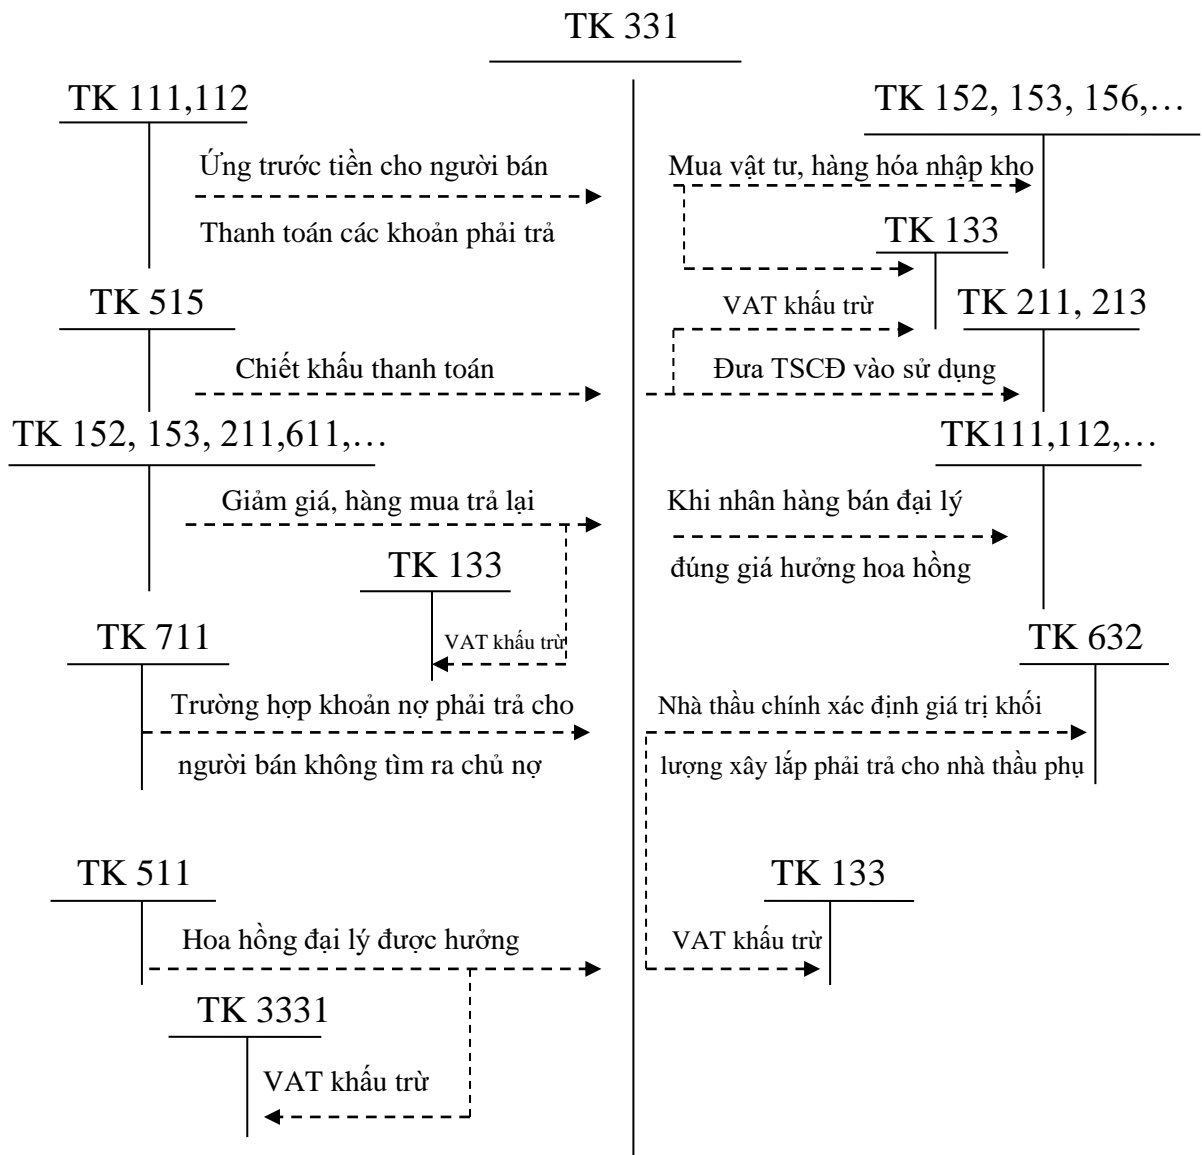 TK 331
TK 111,112
TK 152, 153, 156,…
Ứng trước tiền cho người bán
Mua vật tư, hàng hóa nhập kho
Thanh toán các khoản phải trả
TK 133
TK 515
VAT khấu trừ
TK 211, 213
Chiết khấu thanh toán
Đưa TSCĐ vào sử dụng
TK 152, 153, 211,611,…
TK111,112,…
Giảm giá, hàng mua trả lại
Khi nhân hàng bán đại lý
TK 133
đúng giá hưởng hoa hồng
TK 711
VAT khấu trừ
TK 632
Trường hợp khoản nợ phải trả cho
Nhà thầu chính xác định giá trị khối
người bán không tìm ra chủ nợ
lượng xây lắp phải trả cho nhà thầu phụ
TK 511
TK 133
Hoa hồng đại lý được hưởng
VAT khấu trừ
TK 3331
VAT khấu trừ